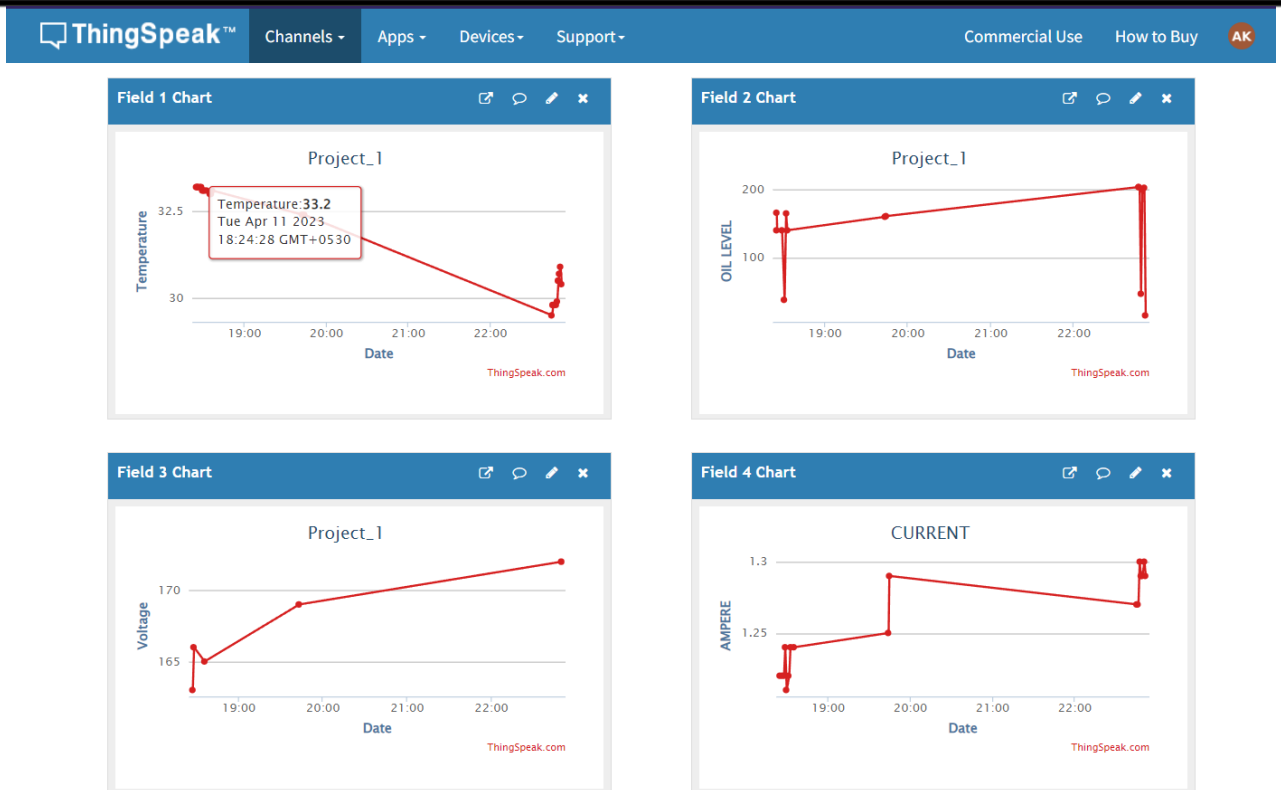 ThingSpeak™ Channels Apps Devices Support Commercial Use How to Buy AK
Field 1 Chart
Project_1
Temperature
32.5
30
Temperature:33.2
Tue Apr 11 2023
18:24:28 GMT+0530
19:00 20:00 21:00 22:00
Date
ThingSpeak.com
Field 2 Chart
Project_1
OIL LEVEL
200
100
19:00 20:00 21:00 22:00
Date
ThingSpeak.com
Field 3 Chart
Project_1
Voltage
170
165
19:00 20:00 21:00 22:00
Date
ThingSpeak.com
Field 4 Chart
CURRENT
AMPERE
1.3
1.25
19:00 20:00 21:00 22:00
Date
ThingSpeak.com